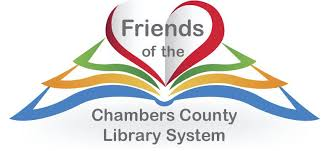 Friends
of the
Chambers County
Library System